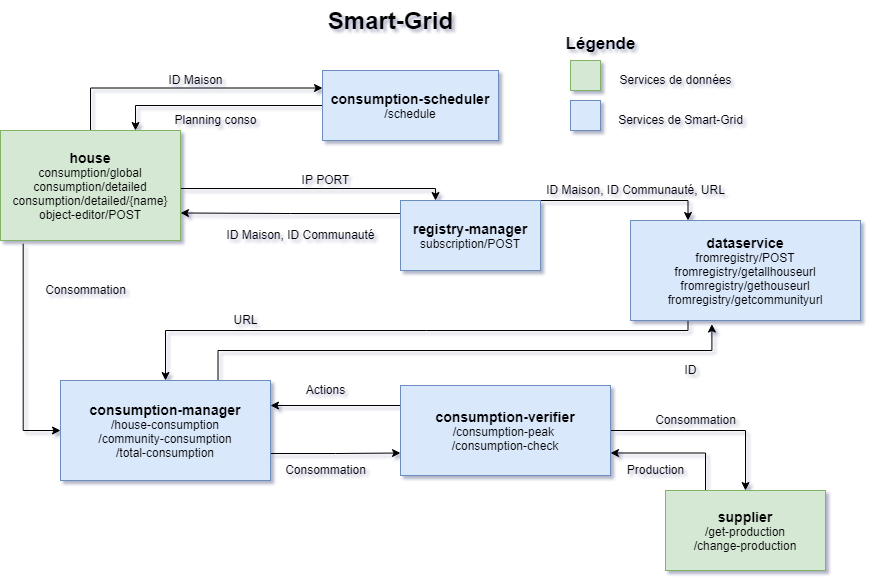 Smart-Grid
Légende
Services de données
Services de Smart-Grid
ID Maison
consumption-scheduler
/schedule
Planning conso
house
consumption/global
consumption/detailed
consumption/detailed/{name}
object-editor/POST
IP PORT
ID Maison, ID Communauté, URL
registry-manager
subscription/POST
ID Maison, ID Communauté
dataservice
fromregistry/POST
fromregistry/getallhouseurl
fromregistry/gethouseurl
fromregistry/getcommunityurl
Consommation
URL
ID
consumption-manager
/house-consumption
/community-consumption
/total-consumption
Actions
Consommation
consumption-verifier
/consumption-peak
/consumption-check
Consommation
Production
supplier
/get-production
/change-production